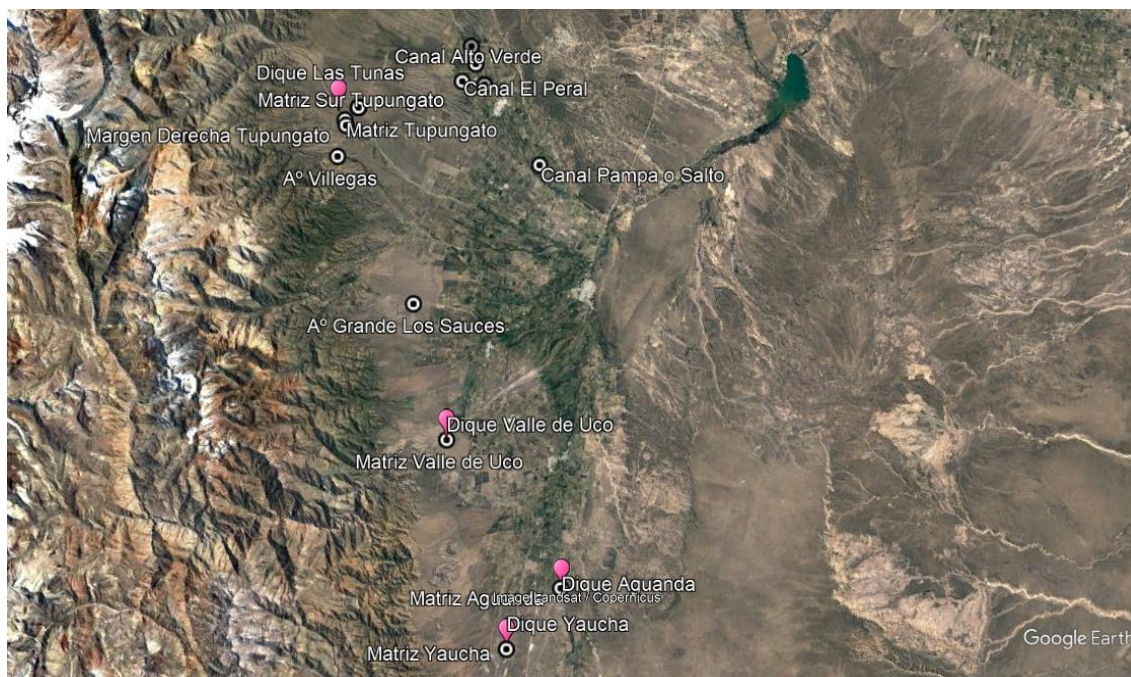 Canal Alto Verde
Dique Las Tunas
Canal El Peral
Matriz Sur Tupungato
Margen Derecha Tupungato
Matriz Tupungato
Aº Villegas
Canal Pampa o Salto
Aº Grande Los Sauces
Dique Valle de Uco
Matriz Valle de Uco
Dique Aguanda
Matriz Aguanda
Image Landsat / Copernicus
Dique Yaucha
Matriz Yaucha
Google Earth